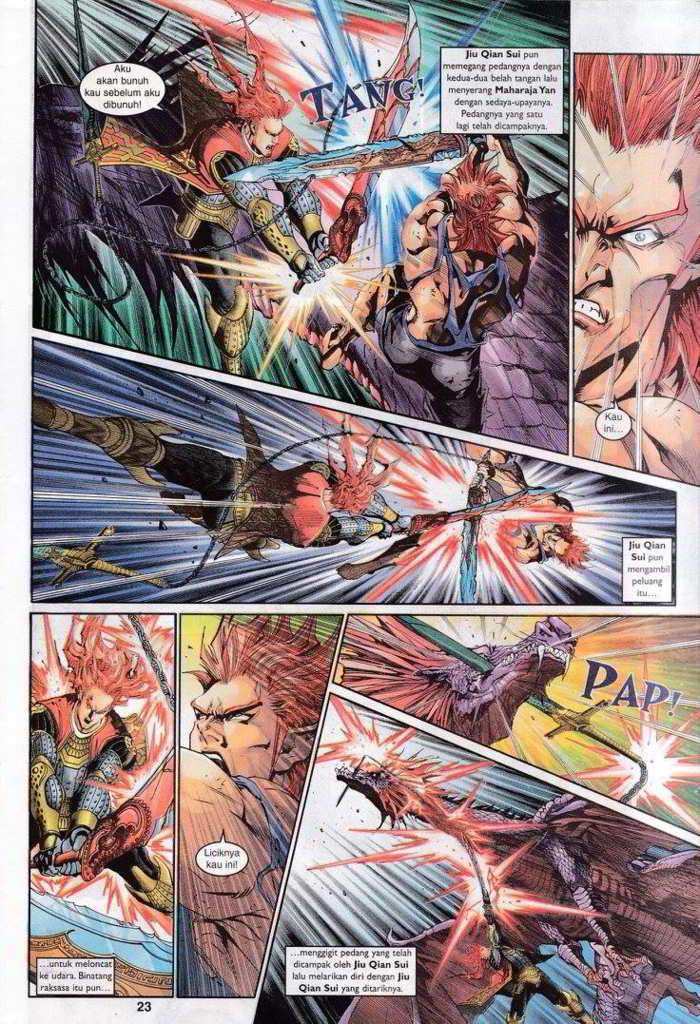 Aku
akan bunuh
kau sebelum aku
dibunuh!
TANG!
Jiu Qian Sui pun
memegang pedangnya dengan
kedua-dua belah tangan lalu
menyerang Maharaja Yan
dengan sedaya-upayanya.
Pedangnya yang satu
lagi telah dicampaknya.
Kau
ini...
Jiu Qian
Sui pun
mengambil
peluang
itu...
...untuk meloncat
ke udara. Binatang
raksasa itu pun...
Liciknya
kau ini!
PAP!
...menggigit pedang yang telah
dicampak oleh Jiu Qian Sui
lalu melarikan diri dengan Jiu
Qian Sui yang ditariknya.
23